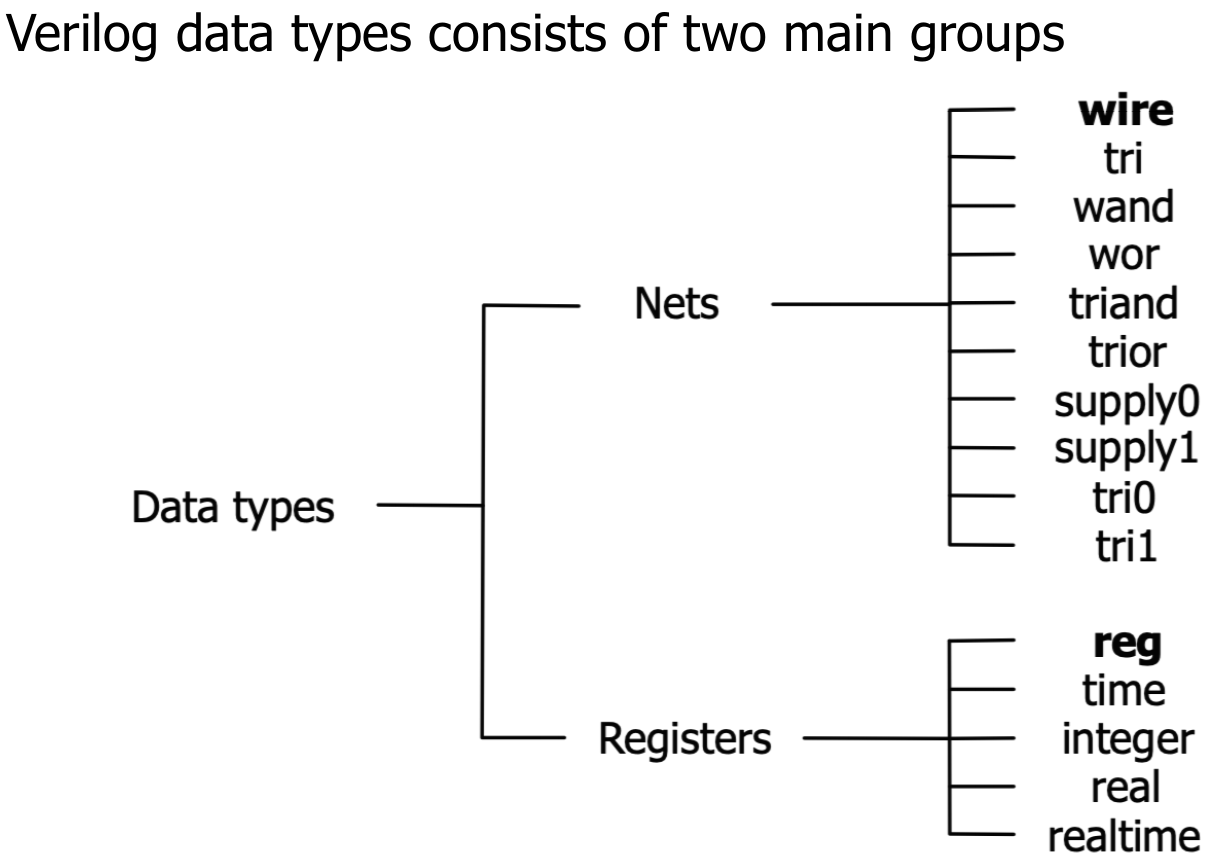 Verilog data types consists of two main groups
Data types
Nets
wire
tri
wand
wor
triand
trior
supply0
supply1
tri0
tri1
Registers
reg
time
integer
real
realtime